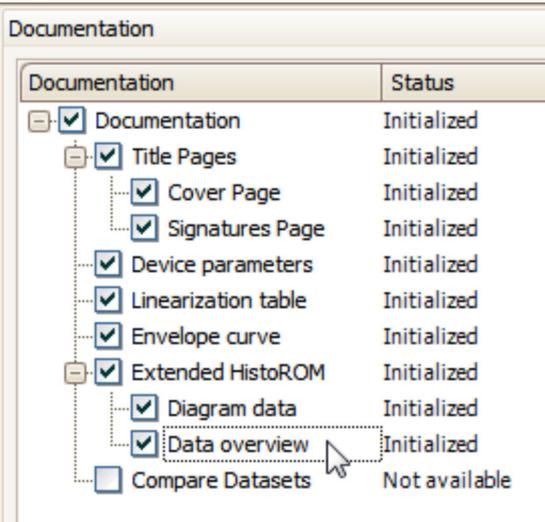 Documentation
Documentation Status
Documentation Initialized
Title Pages Initialized
Cover Page Initialized
Signatures Page Initialized
Device parameters Initialized
Linearization table Initialized
Envelope curve Initialized
Extended HistoROM Initialized
Diagram data Initialized
Data overview Initialized
Compare Datasets Not available